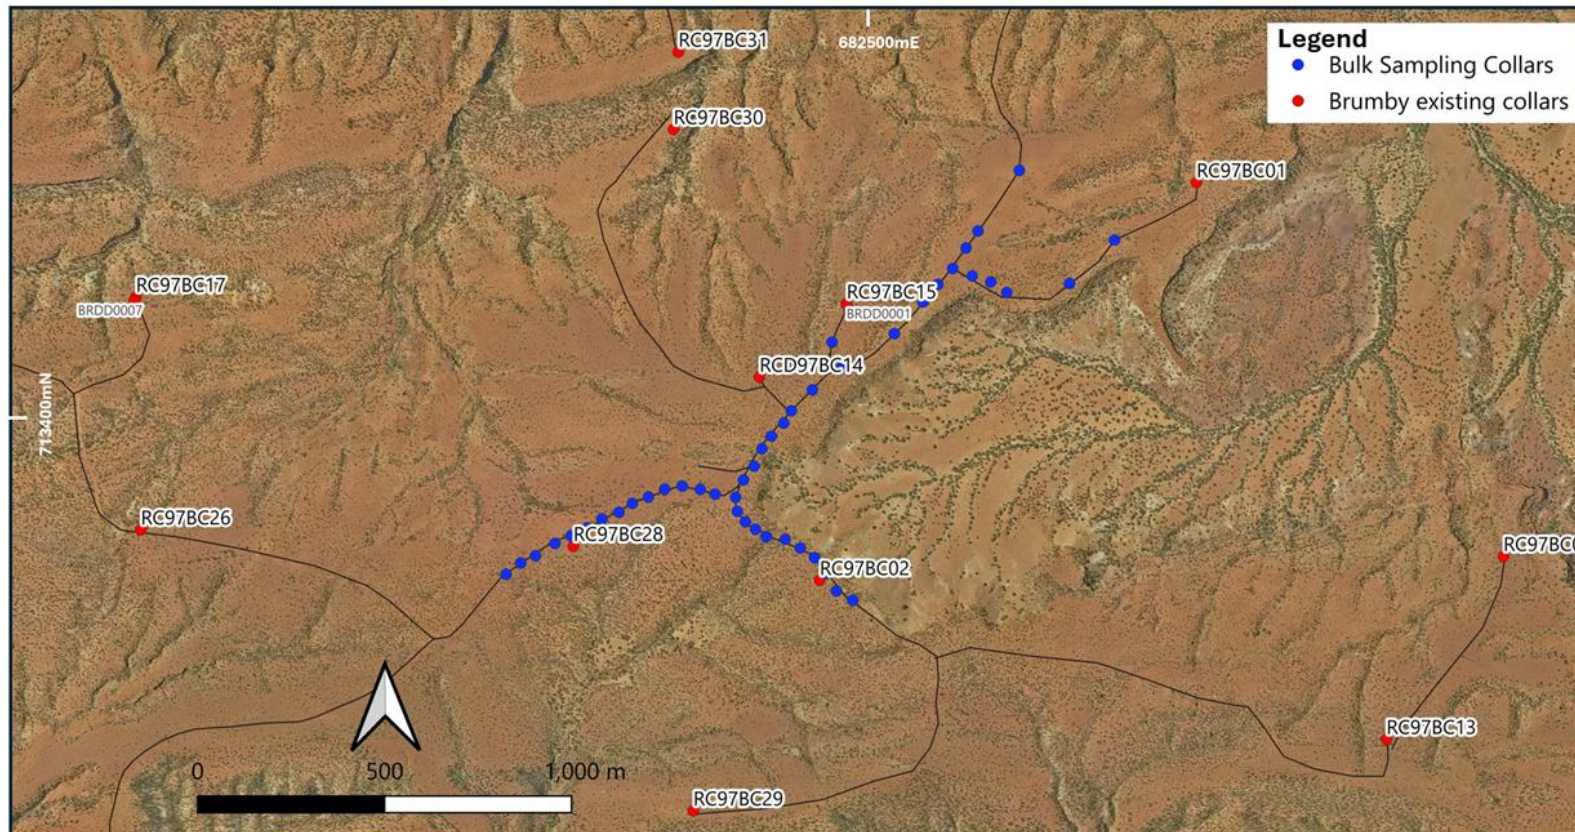 RC97BC31
682500mE
Legend
Bulk Sampling Collars
Brumby existing collars
RC97BC30
RC97BC01
RC97BC17
BRDD0007
RC97BC15
BRDD0001
RCD97BC14
713400mN
RC97BC26
RC97BC28
RC97BC02
RC97BC0
RC97BC13
0 500 1,000 m
RC97BC29